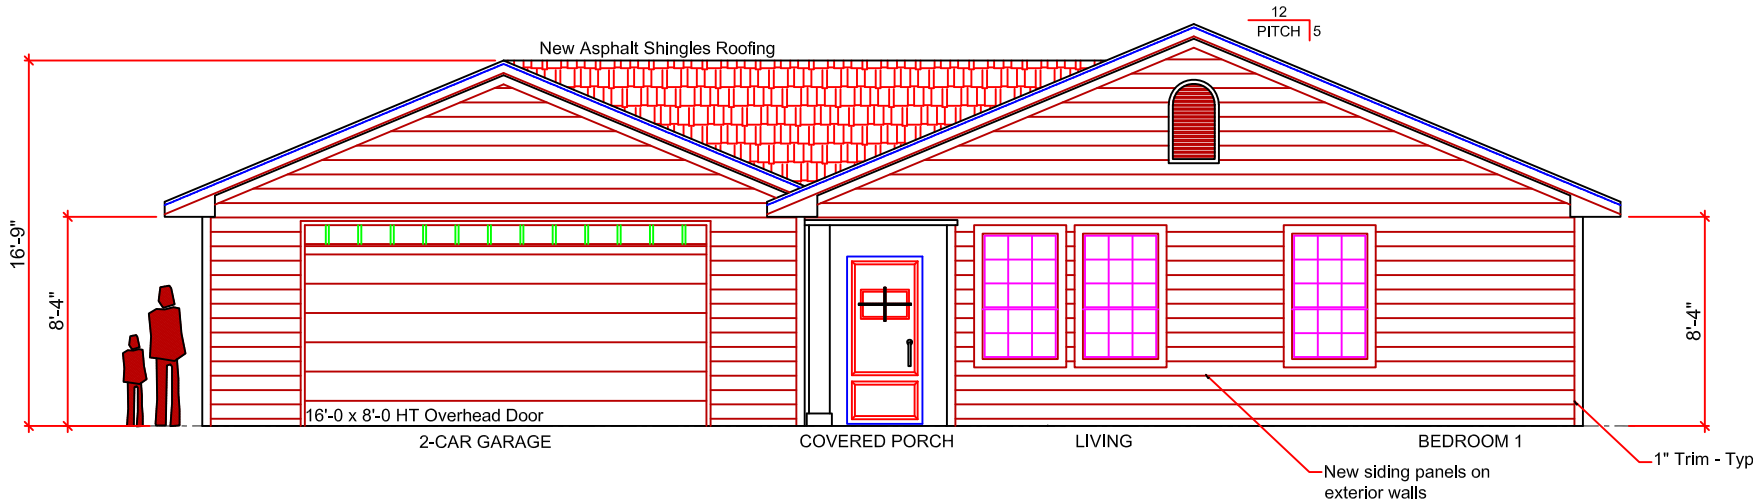 12
PITCH 5
New Asphalt Shingles Roofing
16'-9"
8'-4"
8'-4"
16'-0 x 8'-0 HT Overhead Door
2-CAR GARAGE
COVERED PORCH
LIVING
BEDROOM 1
1" Trim - Typ
New siding panels on
exterior walls